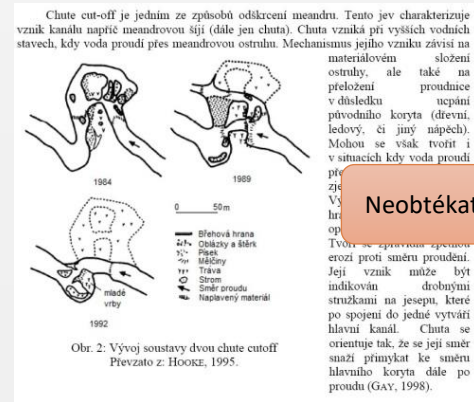 Chute cut-off je jedním ze způsobů odškrcení meandru. Tento jev charakterizuje
vznik kanálu napříč meandrovou šíjí (dále jen chuta). Chuta vzniká při vyšších vodních
stavech, kdy voda proudí přes meandrovou ostruhu. Mechanismus jejího vzniku závisí na
materiálovém složení
ostruhy, ale také na
přeložení proudnice
v důsledku ucpání
původního koryta (dřevní,
ledový, či jiný nápěch).
Mohou se však tvořit i
v situacích kdy voda proudí
Neobtékat
Tvoří se zpravidla zpětnou
erozí proti směru proudění.
Její vznik může být
indikován drobnými
stružkami na jesepu, které
po spojení do jedné vytváří
hlavní kanál. Chuta se
orientuje tak, že se její směr
snaží přimykat ke směru
hlavního koryta dále po
proudu (GAY, 1998).
1984
1989
0 50m
Břehová hrana
Oblázky a štěrk
Písek
Mělčiny
Tráva
Strom
Směr proudu
Naplavený materiál
mladé
vrby
1992
Obr. 2: Vývoj soustavy dvou chute cutoff
Převzato z: HOOKE, 1995.